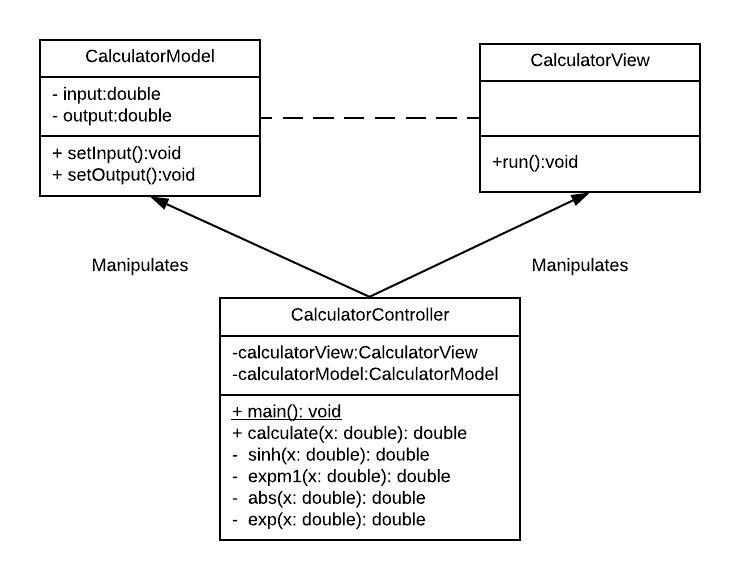 CalculatorModel
- input:double
- output:double
+ setInput():void
+ setOutput():void
CalculatorView
+run():void
Manipulates
Manipulates
CalculatorController
-calculatorView:CalculatorView
-calculatorModel:CalculatorModel
+ main(): void
+ calculate(x: double): double
- sinh(x: double): double
- expm1(x: double): double
- abs(x: double): double
- exp(x: double): double